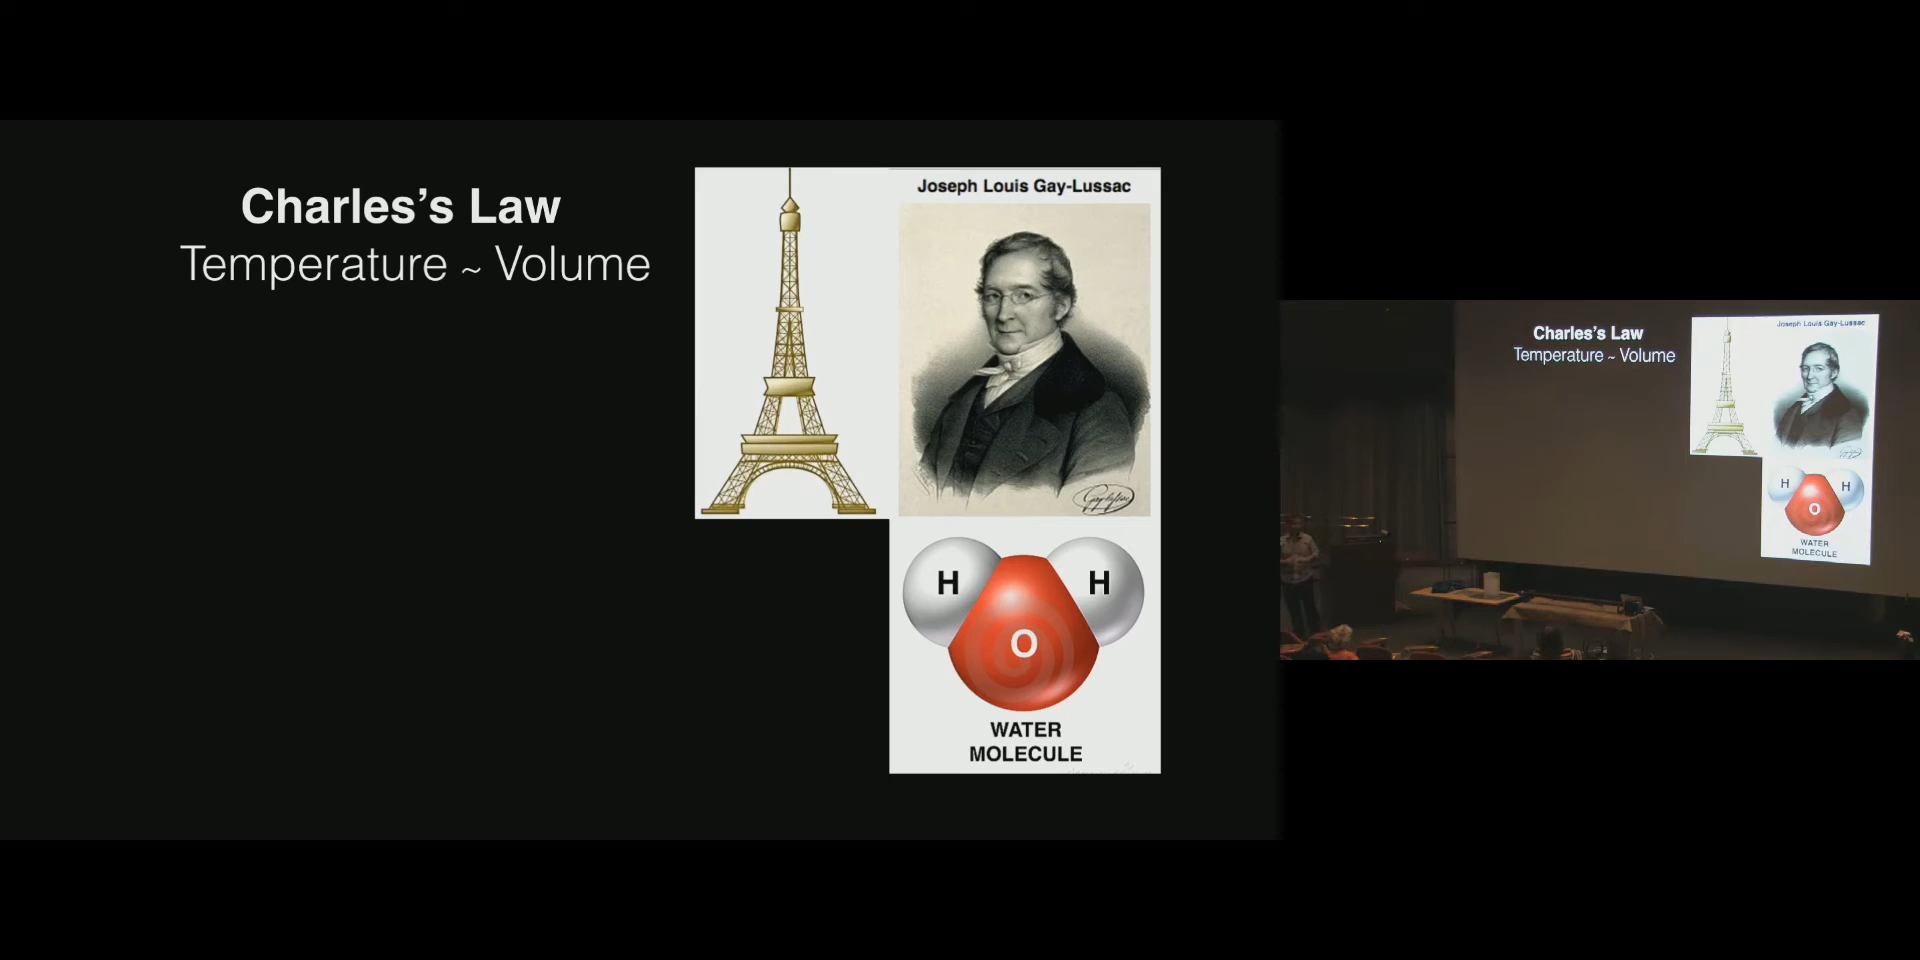 Charles’s Law
Temperature ~ Volume
Joseph Louis Gay-Lussac
H
H
O
WATER
MOLECULE
Charles’s Law
Temperature ~ Volume
Joseph Louis Gay-Lussac
H
H
O
WATER
MOLECULE